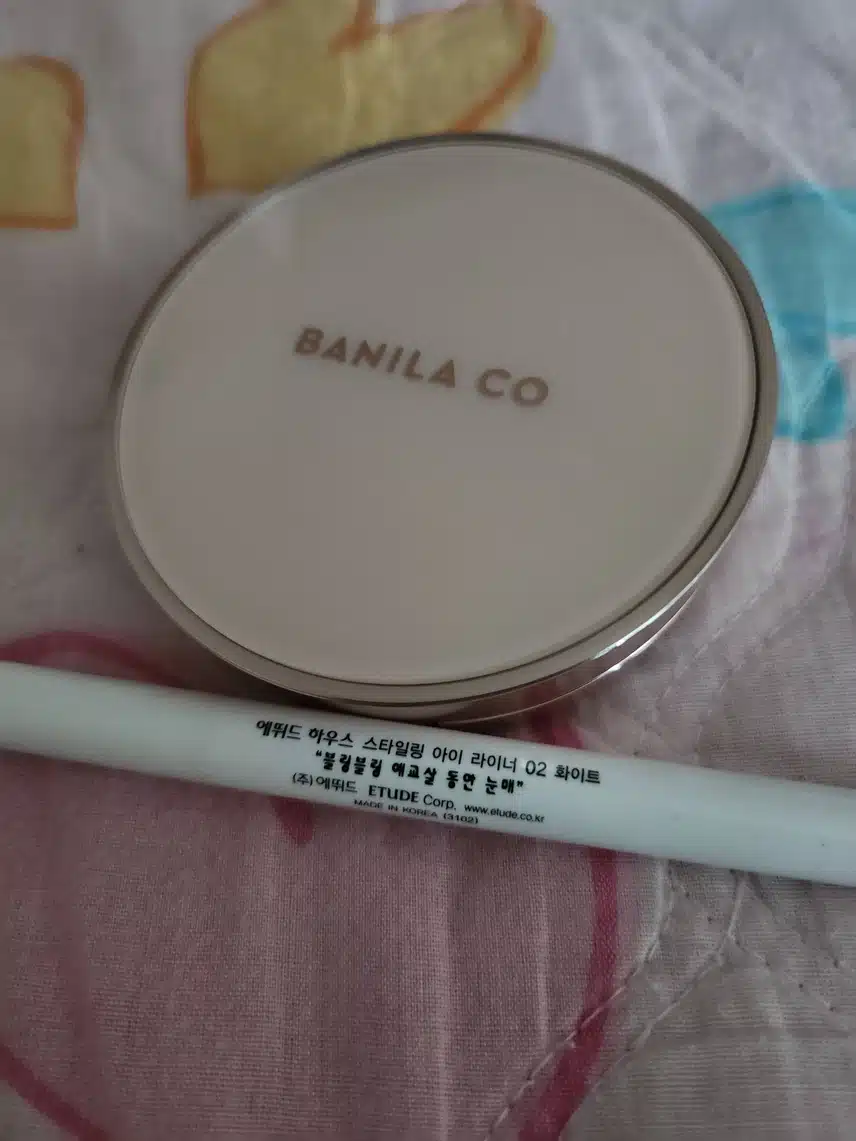 BANILA CO
에뛰드 하우스 스타일링 아이 라이너 02 화이트
"블링블링 애교살 동안 눈매"
(주)에뛰드 ETUDE Corp. www.etude.co.kr
MADE IN KOREA (3102)